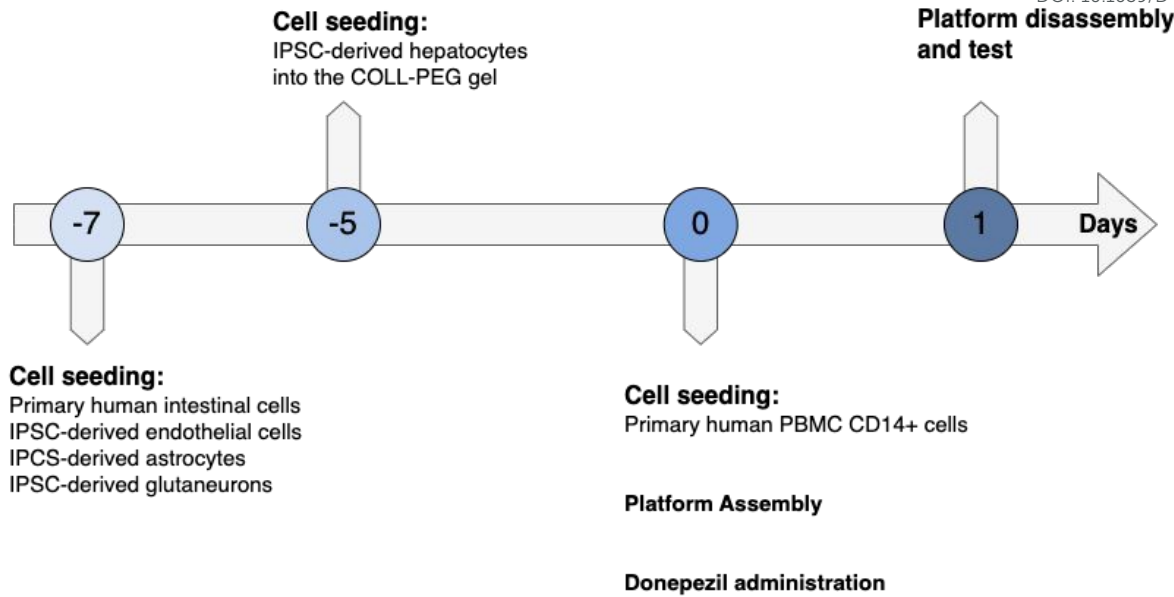 Cell seeding:
IPSC-derived hepatocytes
into the COLL-PEG gel
Platform disassembly
and test
-7
-5
0
1
Days
Cell seeding:
Primary human intestinal cells
IPSC-derived endothelial cells
IPCS-derived astrocytes
IPSC-derived glutaneurons
Cell seeding:
Primary human PBMC CD14+ cells
Platform Assembly
Donepezil administration